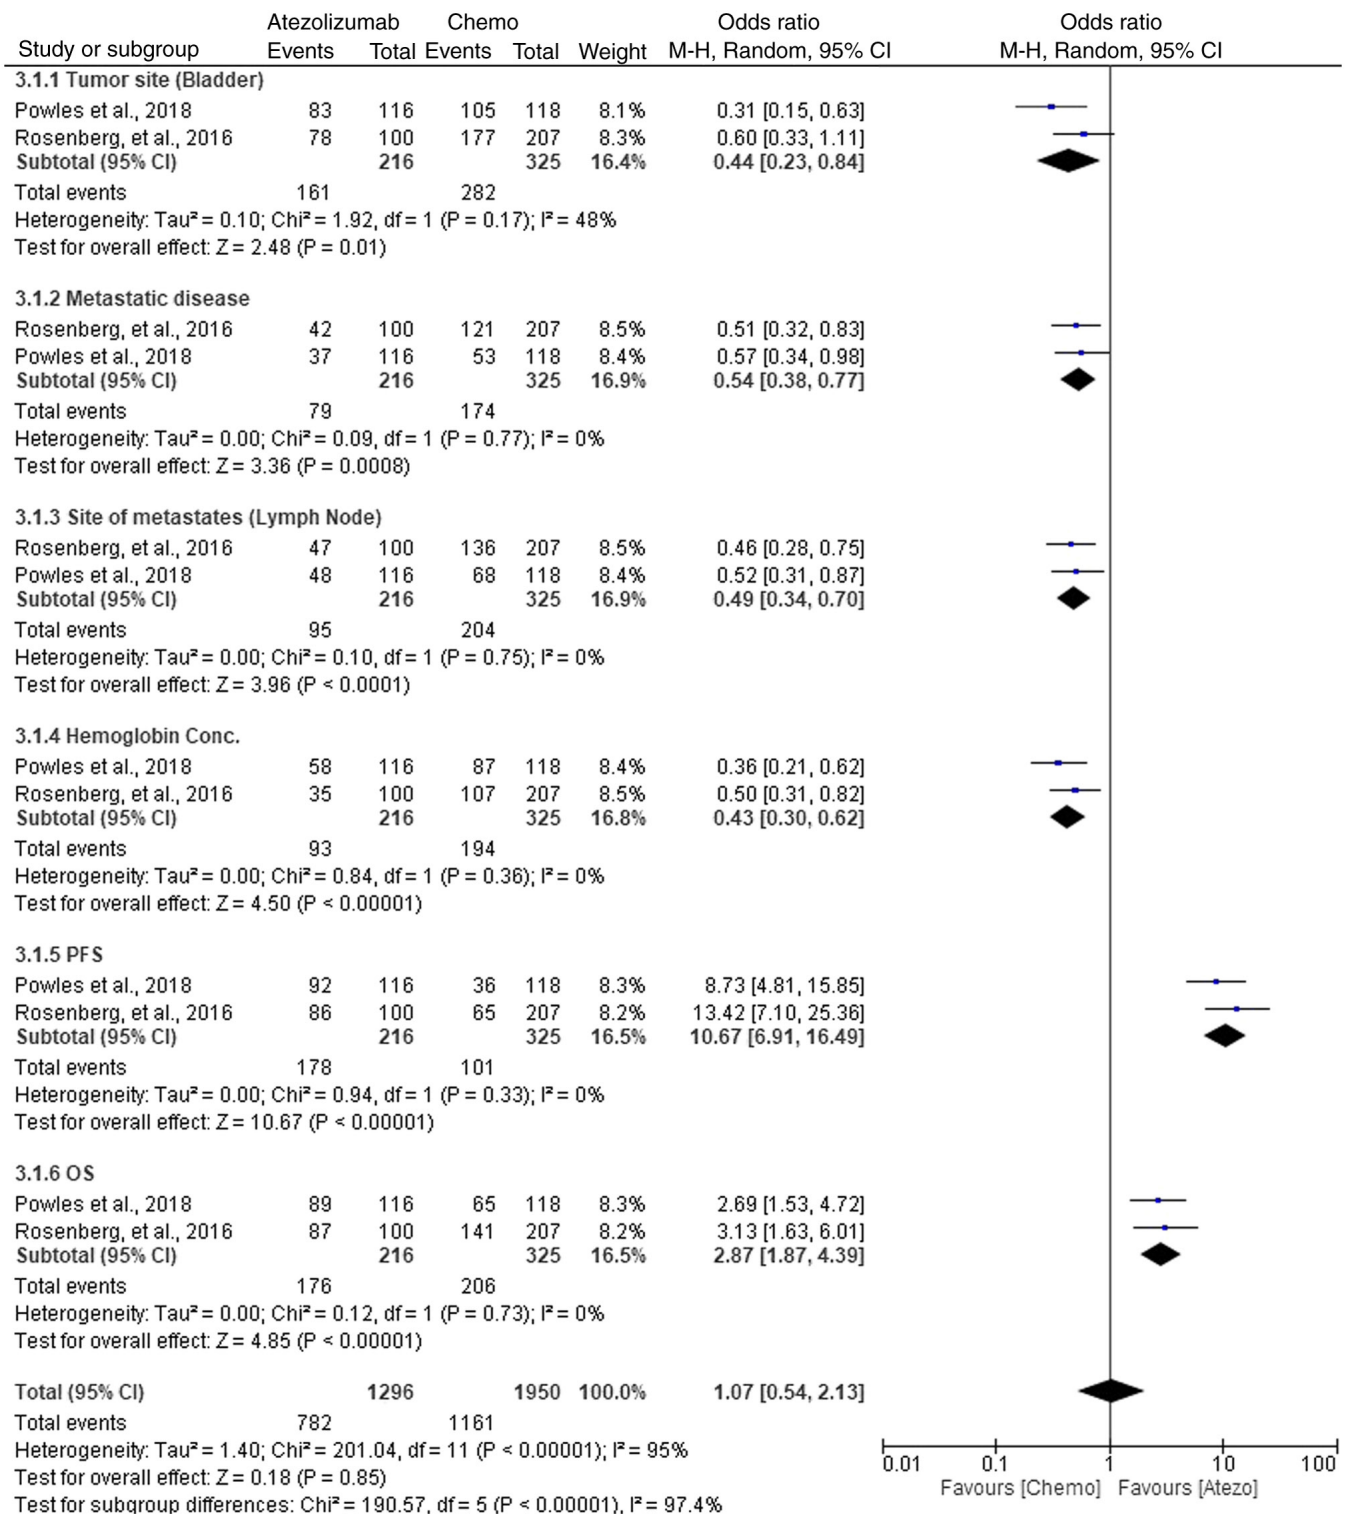 Atezolizumab Chemo Odds ratio Odds ratio
Study or subgroup Events Total Events Total Weight M-H, Random, 95% CI M-H, Random, 95% CI
3.1.1 Tumor site (Bladder)
Powles et al., 2018 83 116 105 118 8.1% 0.31 [0.15, 0.63]
Rosenberg, et al., 2016 78 100 177 207 8.3% 0.60 [0.33, 1.11]
Subtotal (95% CI) 216 325 16.4% 0.44 [0.23, 0.84]
Total events 161 282
Heterogeneity: Tau² = 0.10; Chi² = 1.92, df = 1 (P = 0.17); I² = 48%
Test for overall effect: Z = 2.48 (P = 0.01)
3.1.2 Metastatic disease
Rosenberg, et al., 2016 42 100 121 207 8.5% 0.51 [0.32, 0.83]
Powles et al., 2018 37 116 53 118 8.4% 0.57 [0.34, 0.98]
Subtotal (95% CI) 216 325 16.9% 0.54 [0.38, 0.77]
Total events 79 174
Heterogeneity: Tau² = 0.00; Chi² = 0.09, df = 1 (P = 0.77); I² = 0%
Test for overall effect: Z = 3.36 (P = 0.0008)
3.1.3 Site of metastates (Lymph Node)
Rosenberg, et al., 2016 47 100 136 207 8.5% 0.46 [0.28, 0.75]
Powles et al., 2018 48 116 68 118 8.4% 0.52 [0.31, 0.87]
Subtotal (95% CI) 216 325 16.9% 0.49 [0.34, 0.70]
Total events 95 204
Heterogeneity: Tau² = 0.00; Chi² = 0.10, df = 1 (P = 0.75); I² = 0%
Test for overall effect: Z = 3.96 (P < 0.0001)
3.1.4 Hemoglobin Conc.
Powles et al., 2018 58 116 87 118 8.4% 0.36 [0.21, 0.62]
Rosenberg, et al., 2016 35 100 107 207 8.5% 0.50 [0.31, 0.82]
Subtotal (95% CI) 216 325 16.8% 0.43 [0.30, 0.62]
Total events 93 194
Heterogeneity: Tau² = 0.00; Chi² = 0.84, df = 1 (P = 0.36); I² = 0%
Test for overall effect: Z = 4.50 (P < 0.00001)
3.1.5 PFS
Powles et al., 2018 92 116 36 118 8.3% 8.73 [4.81, 15.85]
Rosenberg, et al., 2016 86 100 65 207 8.2% 13.42 [7.10, 25.36]
Subtotal (95% CI) 216 325 16.5% 10.67 [6.91, 16.49]
Total events 178 101
Heterogeneity: Tau² = 0.00; Chi² = 0.94, df = 1 (P = 0.33); I² = 0%
Test for overall effect: Z = 10.67 (P < 0.00001)
3.1.6 OS
Powles et al., 2018 89 116 65 118 8.3% 2.69 [1.53, 4.72]
Rosenberg, et al., 2016 87 100 141 207 8.2% 3.13 [1.63, 6.01]
Subtotal (95% CI) 216 325 16.5% 2.87 [1.87, 4.39]
Total events 176 206
Heterogeneity: Tau² = 0.00; Chi² = 0.12, df = 1 (P = 0.73); I² = 0%
Test for overall effect: Z = 4.85 (P < 0.00001)
Total (95% CI) 1296 1950 100.0% 1.07 [0.54, 2.13]
Total events 782 1161
Heterogeneity: Tau² = 1.40; Chi² = 201.04, df = 11 (P < 0.00001); I² = 95%
Test for overall effect: Z = 0.18 (P = 0.85)
Test for subgroup differences: Chi² = 190.57, df = 5 (P < 0.00001), I² = 97.4%
0.01 0.1 1 10 100
Favours [Chemo] Favours [Atezo]